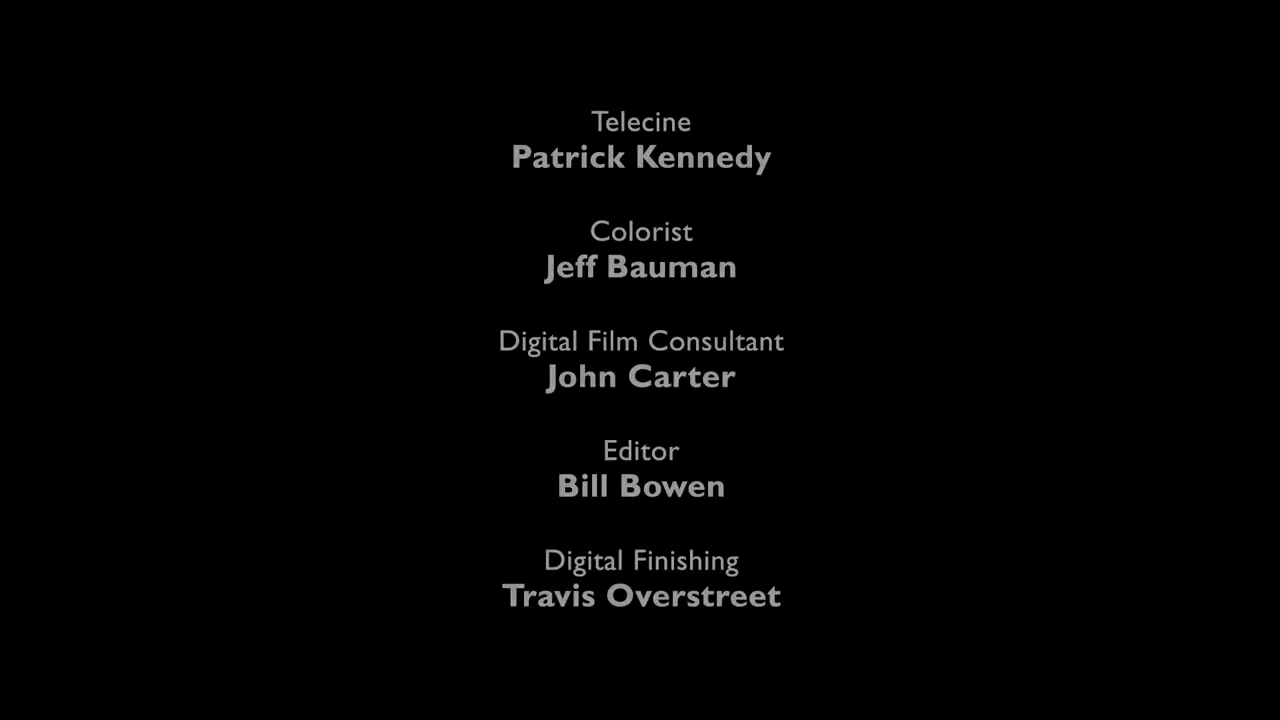 Telecine
Patrick Kennedy
Colorist
Jeff Bauman
Digital Film Consultant
John Carter
Editor
Bill Bowen
Digital Finishing
Travis Overstreet